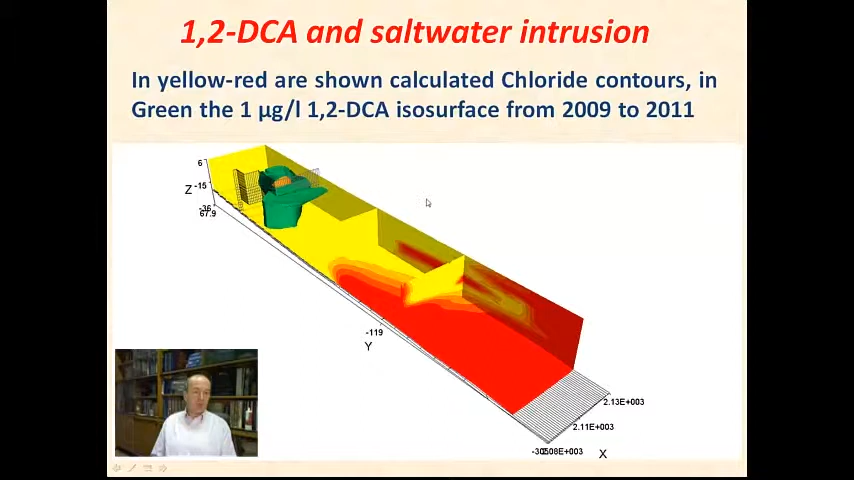 1,2-DCA and saltwater intrusion
In yellow-red are shown calculated Chloride contours, in
Green the 1 µg/l 1,2-DCA isosurface from 2009 to 2011
6
Z -15
-36
67.9
-119
Y
2.13E+003
2.11E+003
X